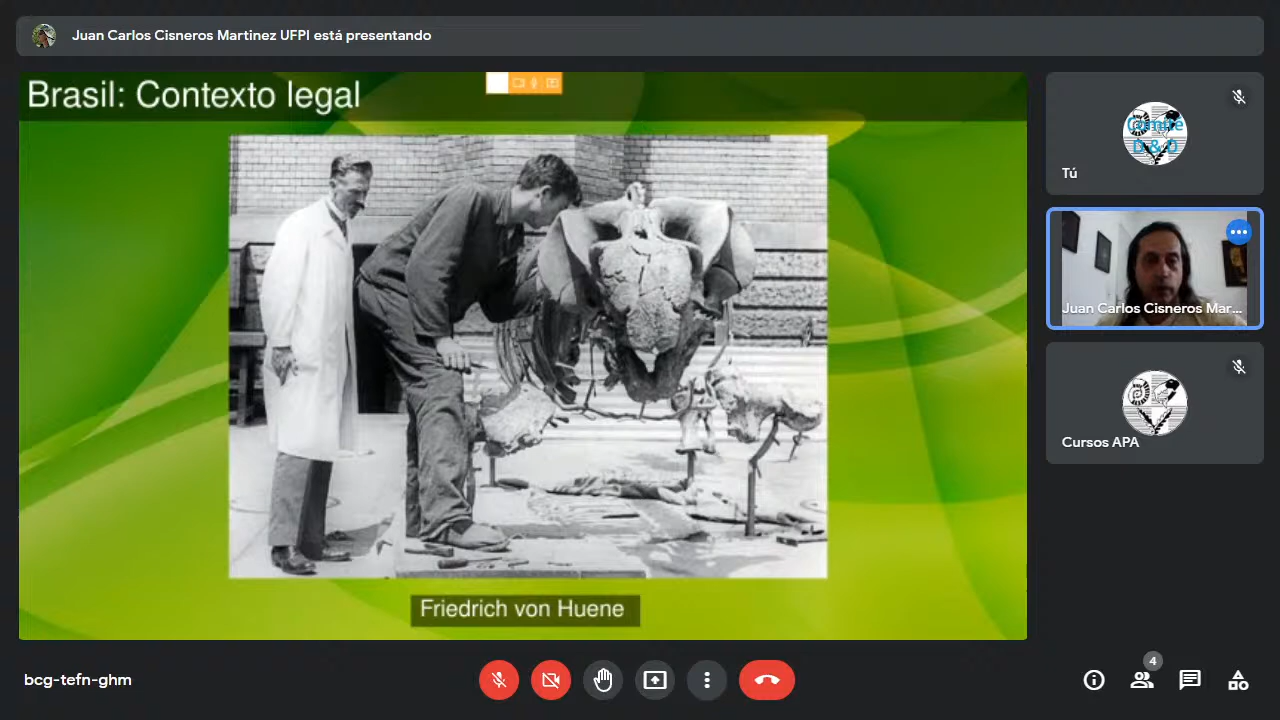 Juan Carlos Cisneros Martinez UFPI está presentando
Brasil: Contexto legal
Friedrich von Huene
Comité
D & D
Tú
Juan Carlos Cisneros Mar...
Cursos APA
bcg-tefn-ghm
4